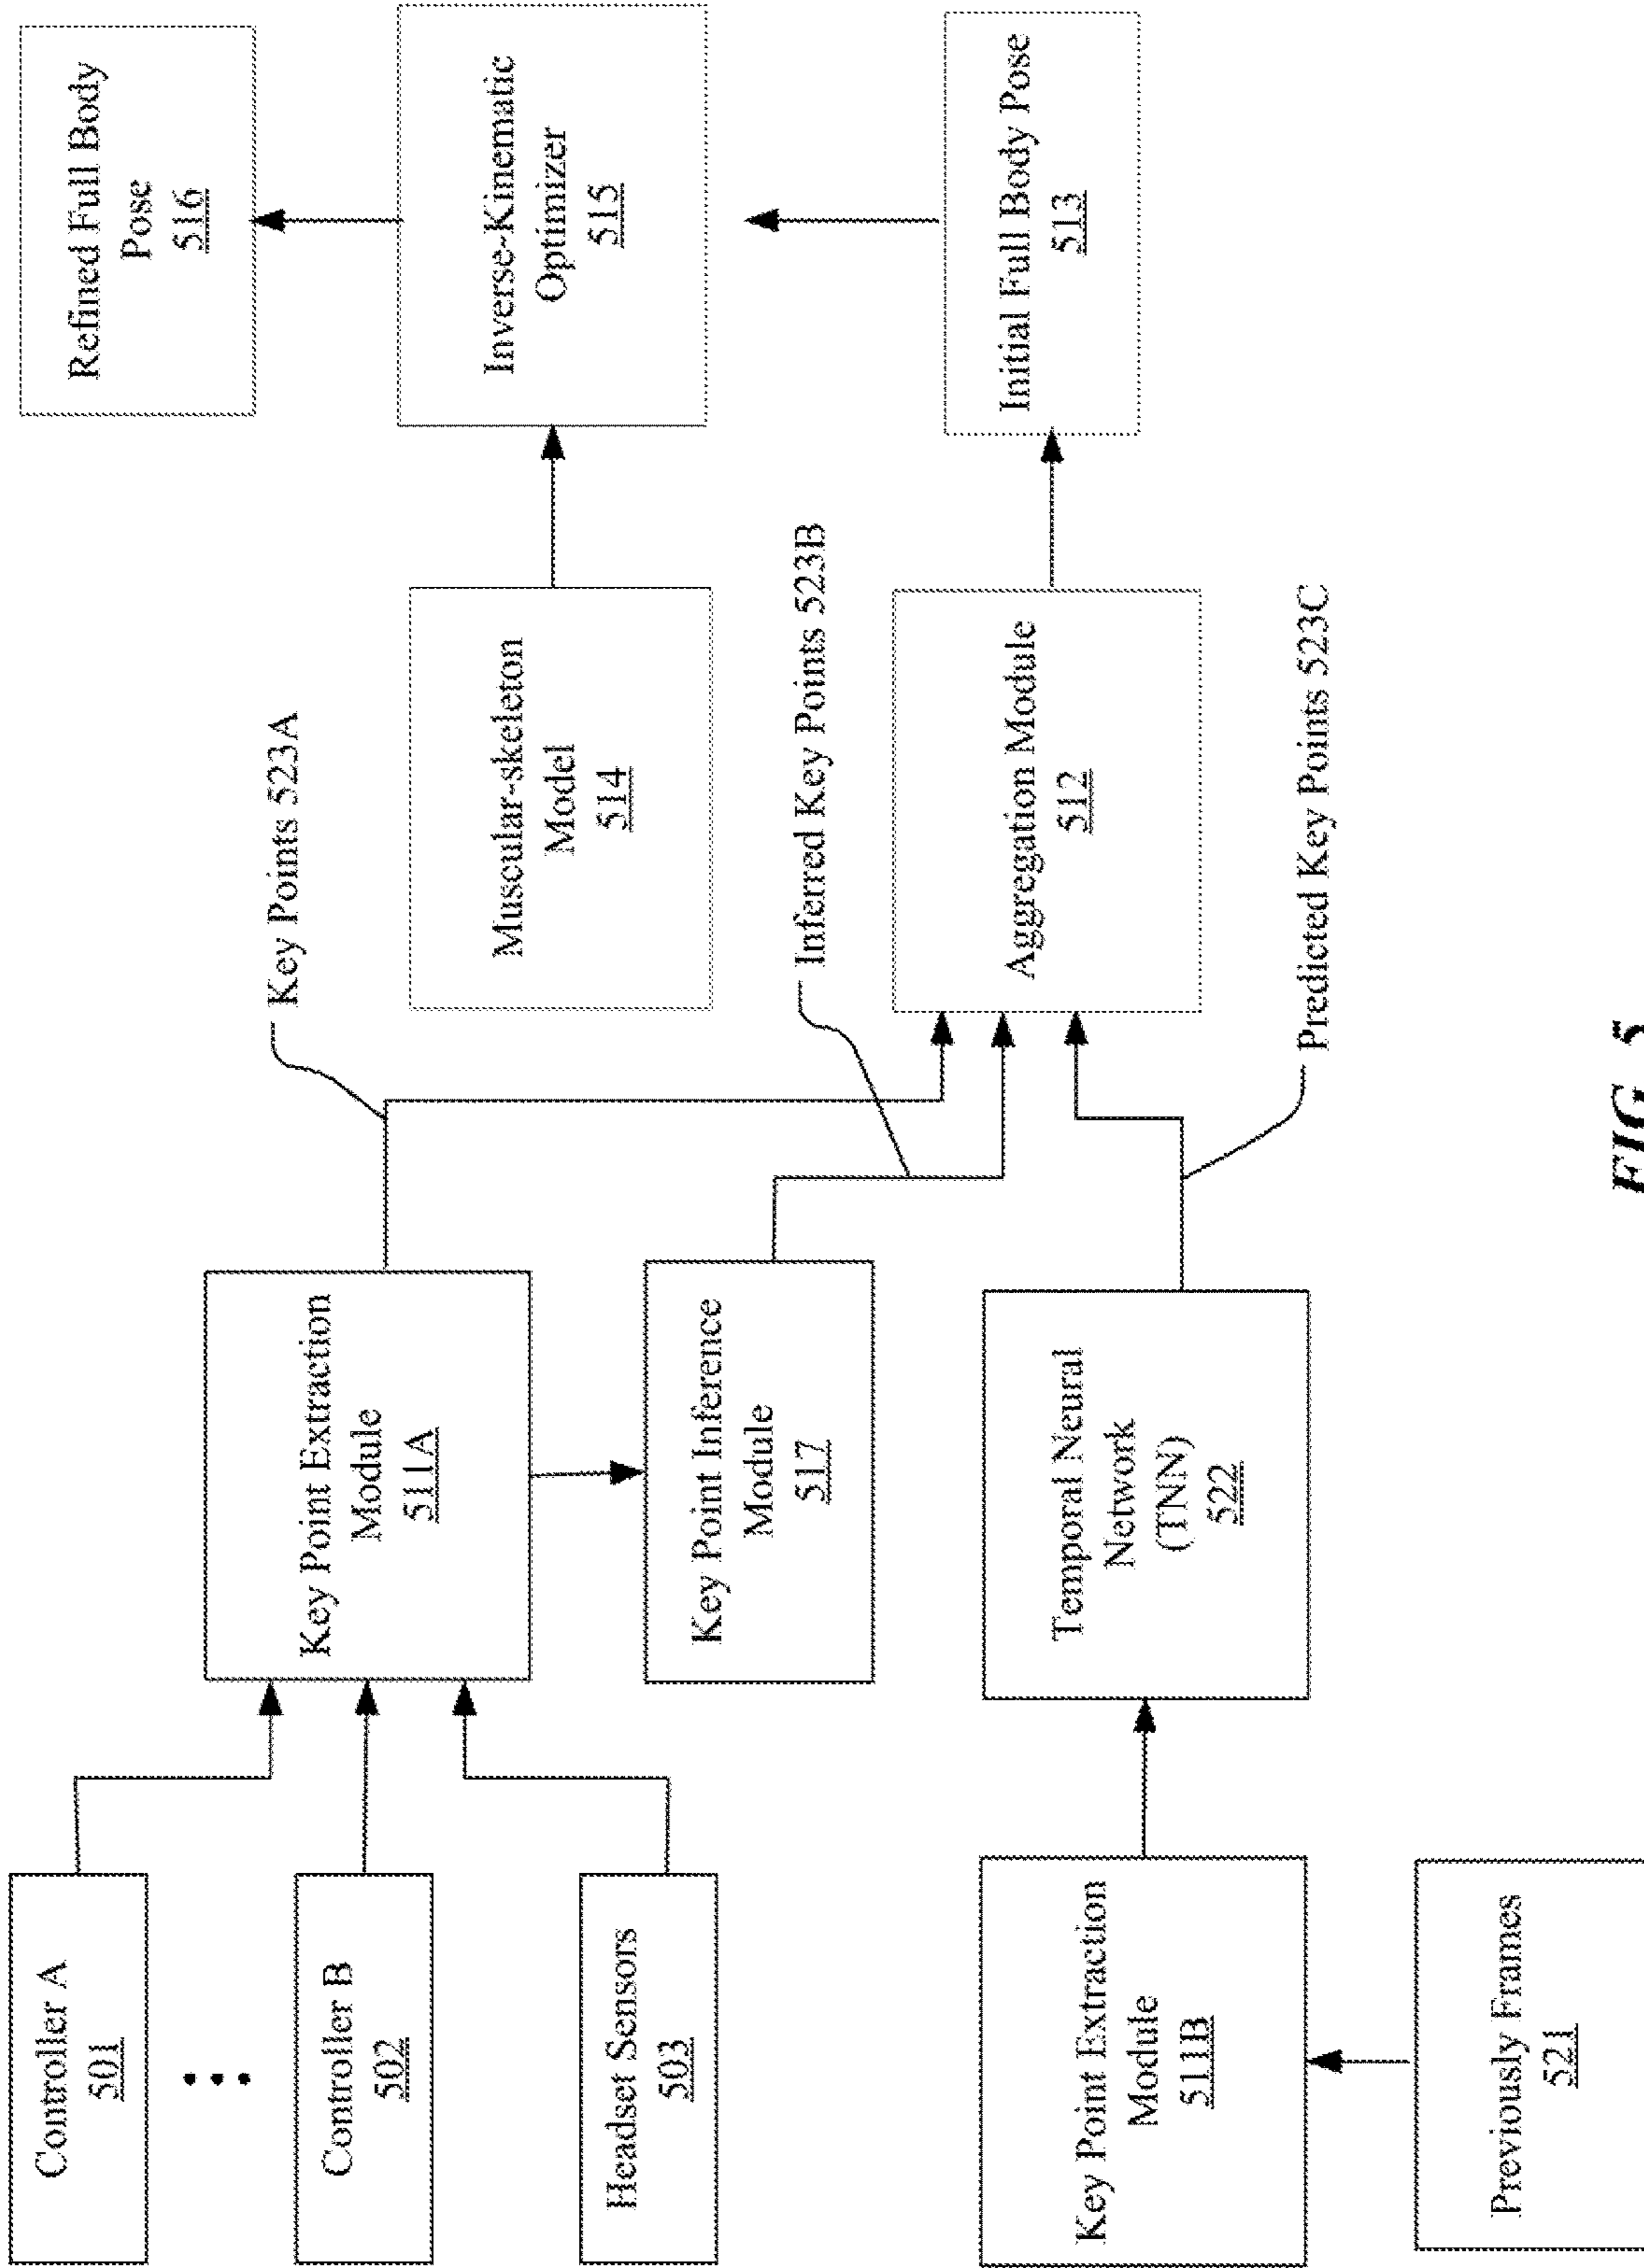 Controller A
501
Controller B
502
Headset Sensors
503
Key Point Extraction
Module
511A
Key Points 523A
Key Point Inference
Module
517
Inferred Key Points 523B
Muscular-skeleton
Model
514
Refined Full Body
Pose
516
Inverse-Kinematic
Optimizer
515
Initial Full Body Pose
513
Aggregation Module
512
Predicted Key Points 523C
Temporal Neural
Network
(TNN)
522
Key Point Extraction
Module
511B
Previously Frames
521
FIG. 5